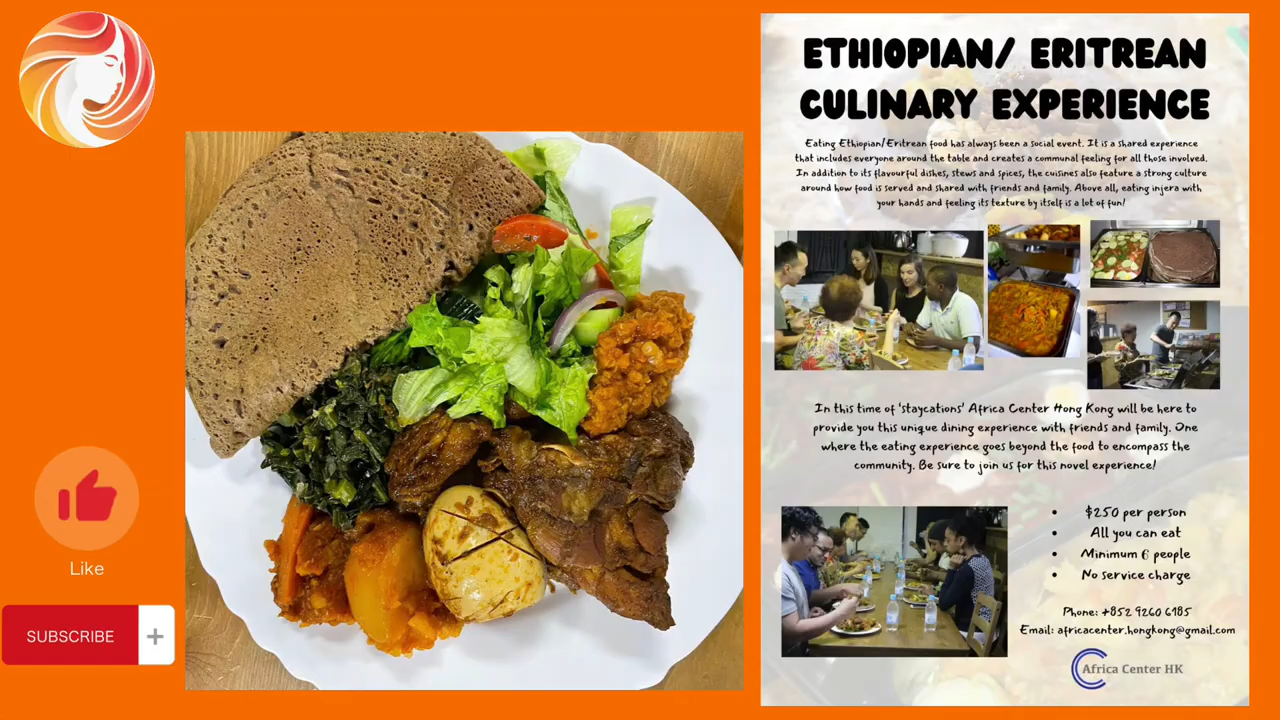 ETHIOPIAN/ ERITREAN
CULINARY EXPERIENCE
Eating Ethiopian/Eritrean food has always been a social event. It is a shared experience
that includes everyone around the table and creates a communal feeling for all those involved.
In addition to its flavourful dishes, stews and spices, the cuisines also feature a strong culture
around how food is served and shared with friends and family. Above all, eating injera with
your hands and feeling its texture by itself is a lot of fun!
In this time of 'staycations' Africa Center Hong Kong will be here to
provide you this unique dining experience with friends and family. One
where the eating experience goes beyond the food to encompass the
community. Be sure to join us for this novel experience!
• $250 per person
• All you can eat
• Minimum 6 people
• No service charge
Phone: +852 9260 6185
Email: africacenter.hongkong@gmail.com
Africa Center HK
Like
SUBSCRIBE +